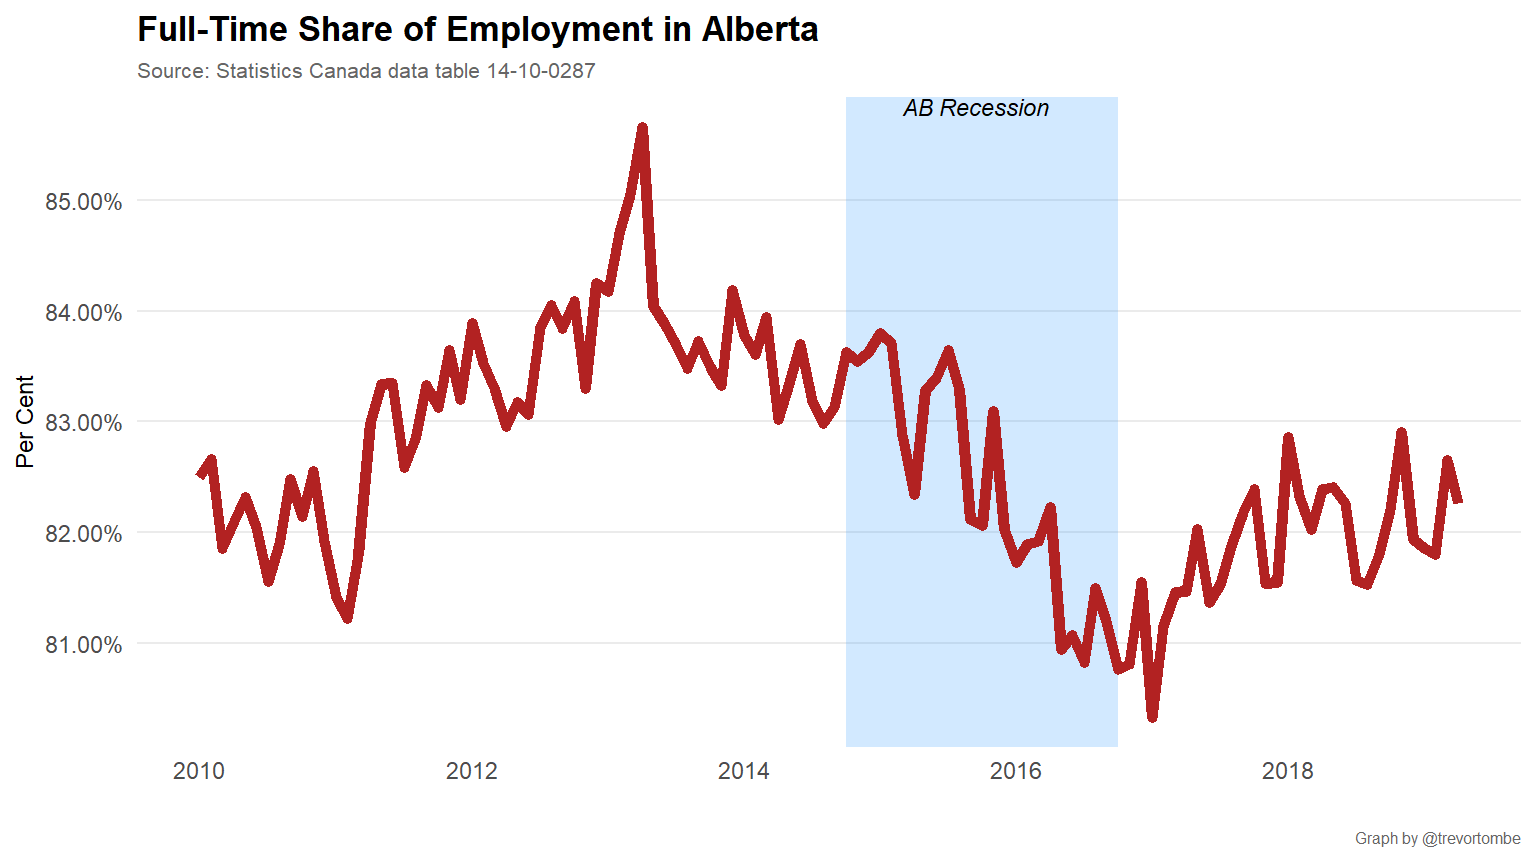 Full-Time Share of Employment in Alberta
Source: Statistics Canada data table 14-10-0287
AB Recession
85.00%
84.00%
83.00%
82.00%
81.00%
Per Cent
2010 2012 2014 2016 2018
Graph by @trevortombe